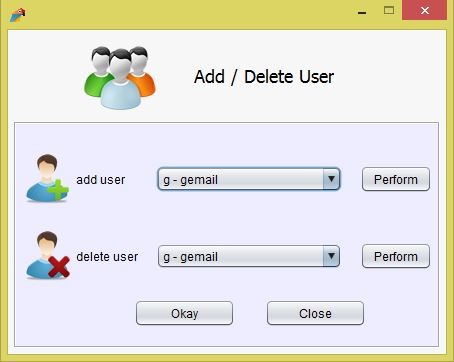 Add / Delete User
add user g - gemail Perform
delete user g - gemail Perform
Okay Close